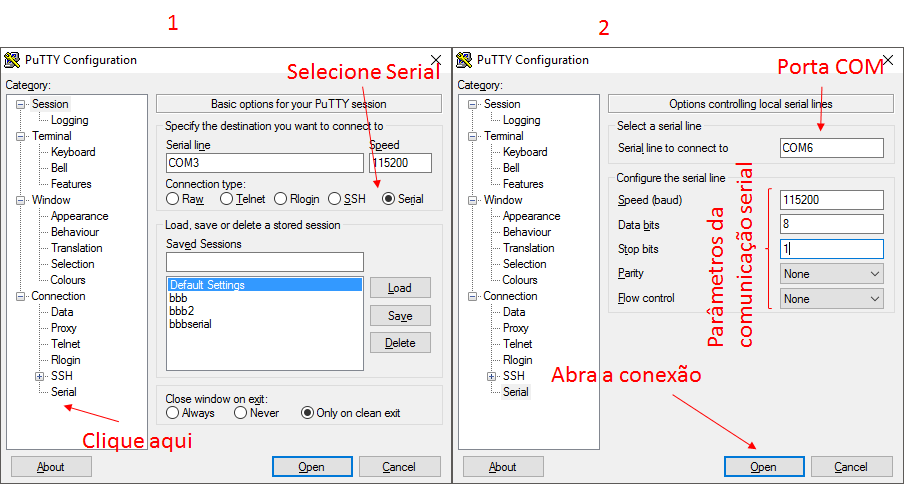 1
PuTTY Configuration
Selecione Serial
Category:
Session
Logging
Terminal
Keyboard
Bell
Features
Window
Appearance
Behaviour
Translation
Selection
Colours
Connection
Data
Proxy
Telnet
Rlogin
SSH
Serial
Clique aqui
Basic options for your PuTTY session
Specify the destination you want to connect to
Serial line Speed
COM3 115200
Connection type:
Raw Telnet Rlogin SSH Serial
Load, save or delete a stored session
Saved Sessions
Default Settings
bbb
bbb2
bbbserial
Load
Save
Delete
Close window on exit:
Always Never Only on clean exit
About Open Cancel
2
PuTTY Configuration
Porta COM
Category:
Session
Logging
Terminal
Keyboard
Bell
Features
Window
Appearance
Behaviour
Translation
Selection
Colours
Connection
Data
Proxy
Telnet
Rlogin
SSH
Serial
Options controlling local serial lines
Select a serial line
Serial line to connect to COM6
Configure the serial line
Speed (baud) 115200
Data bits 8
Stop bits 1
Parity None
Flow control None
Parâmetros da
comunicação serial
Abra a conexão
About Open Cancel